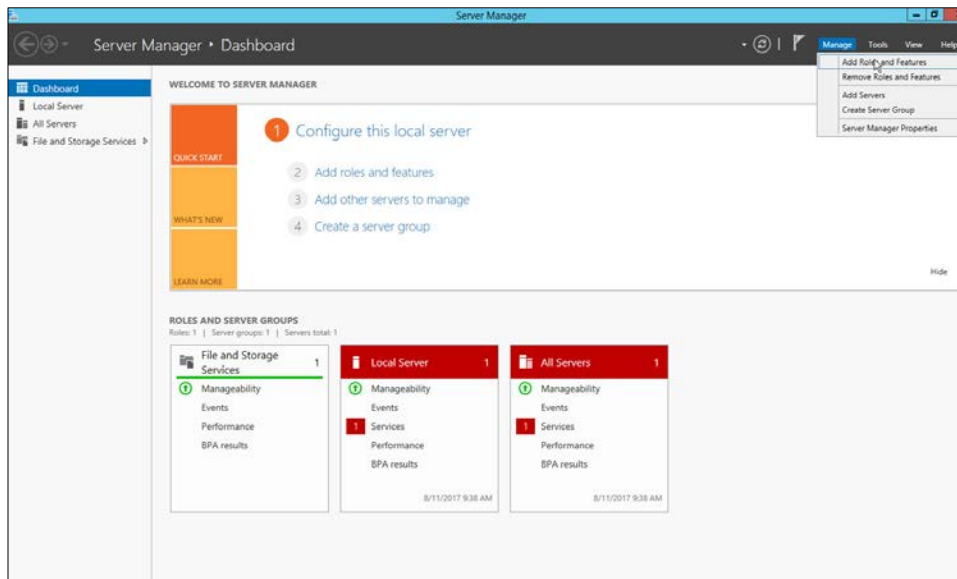 Server Manager
Server Manager • Dashboard
Manage Tools View Help
Add Roles and Features
Remove Roles and Features
Add Servers
Create Server Group
Server Manager Properties
Dashboard
Local Server
All Servers
File and Storage Services
WELCOME TO SERVER MANAGER
QUICK START
WHAT'S NEW
LEARN MORE
1 Configure this local server
2 Add roles and features
3 Add other servers to manage
4 Create a server group
Hide
ROLES AND SERVER GROUPS
Roles: 1 | Server groups: 1 | Servers total: 1
File and Storage
Services
1
Manageability
Events
Performance
BPA results
Local Server 1
Manageability
Events
1 Services
Performance
BPA results
8/11/2017 9:38 AM
All Servers 1
Manageability
Events
1 Services
Performance
BPA results
8/11/2017 9:38 AM